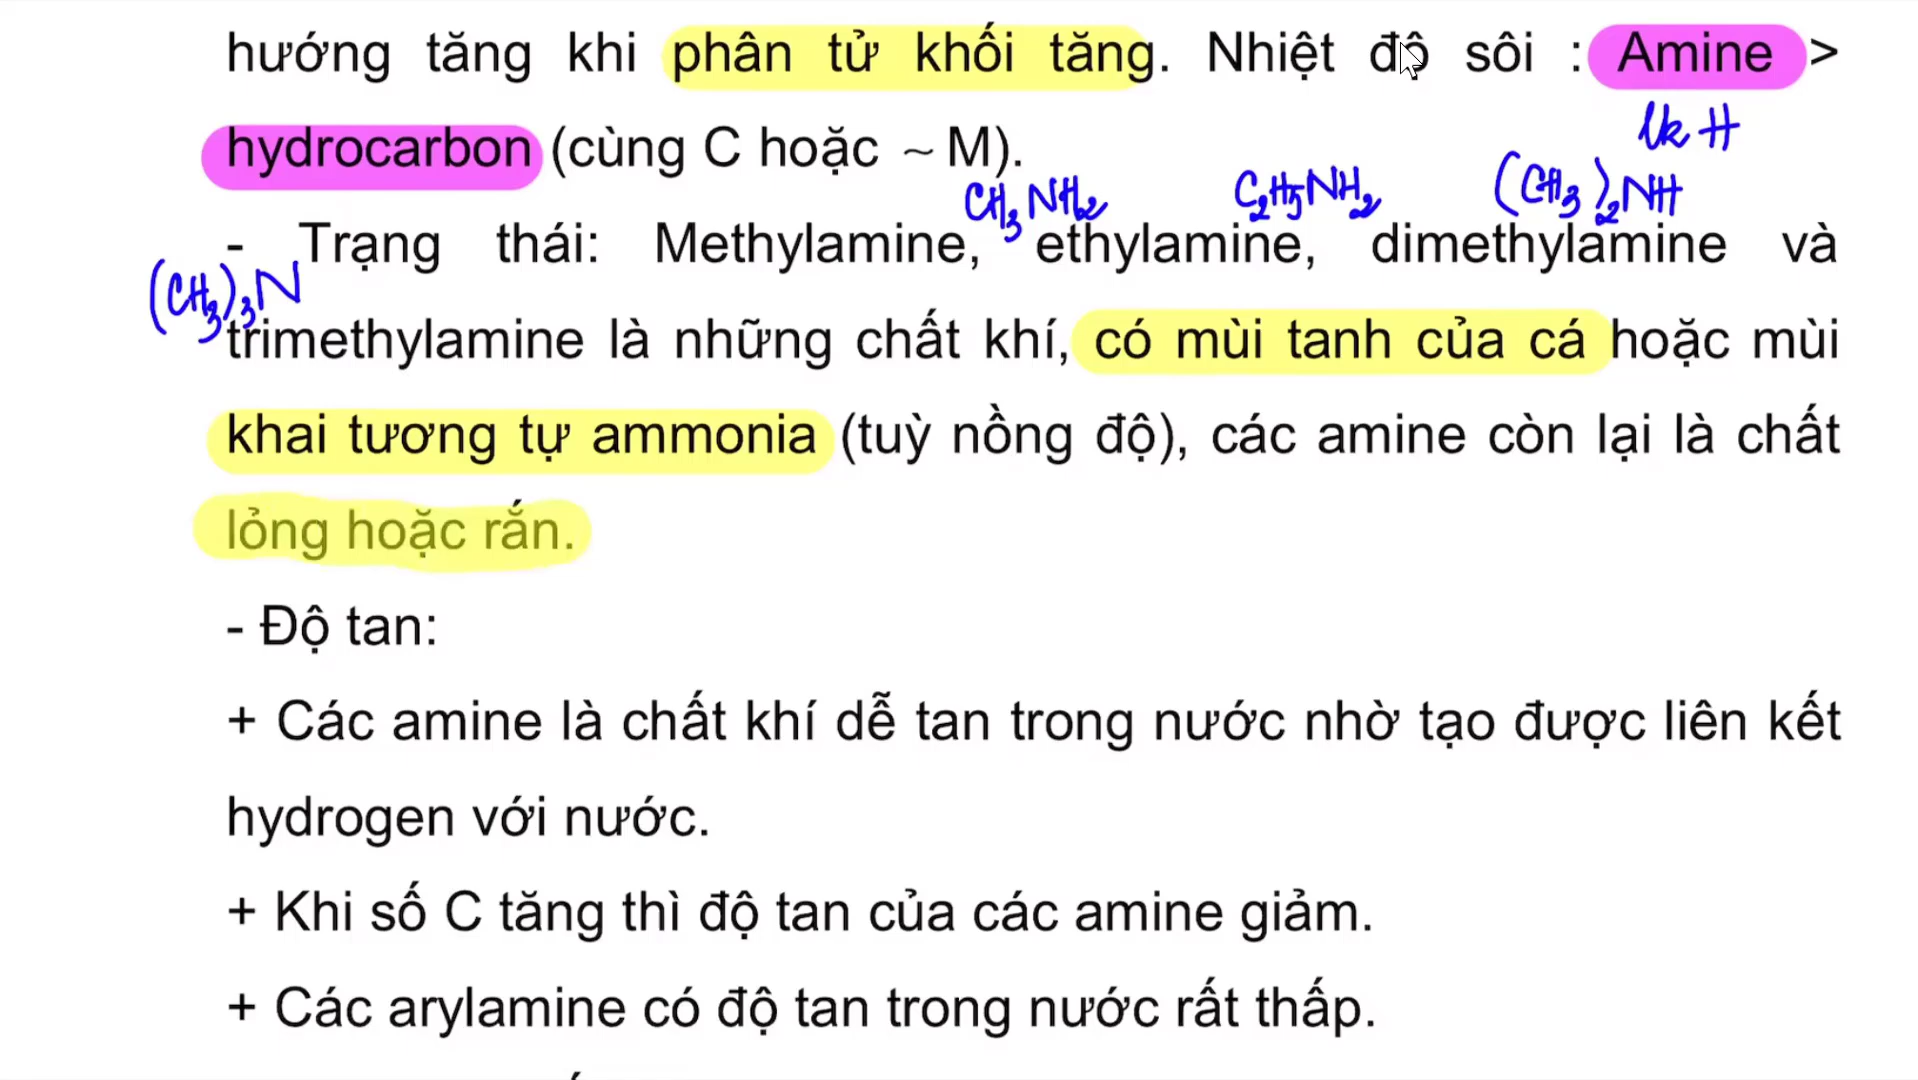 hướng tăng khi phân tử khối tăng. Nhiệt độ sôi : Amine >
lk H
hydrocarbon (cùng C hoặc ~ M).
CH3NH2 C2H5NH2 (CH3)2NH
- Trạng thái: Methylamine, ethylamine, dimethylamine và
(CH3)3N
trimethylamine là những chất khí, có mùi tanh của cá hoặc mùi
khai tương tự ammonia (tuỳ nồng độ), các amine còn lại là chất
lỏng hoặc rắn.
- Độ tan:
+ Các amine là chất khí dễ tan trong nước nhờ tạo được liên kết
hydrogen với nước.
+ Khi số C tăng thì độ tan của các amine giảm.
+ Các arylamine có độ tan trong nước rất thấp.